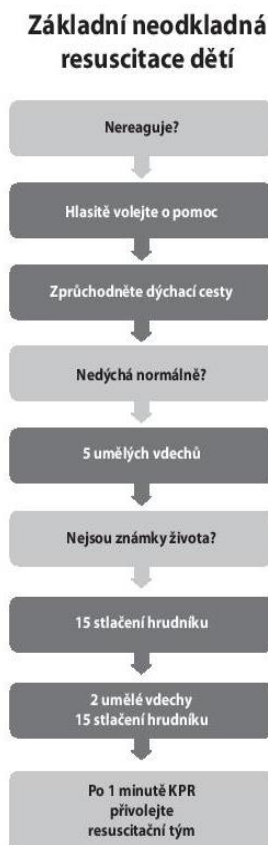 Základní neodkladná
resuscitace dětí
Nereaguje?
Hlasitě volejte o pomoc
Zprůchodněte dýchací cesty
Nedýchá normálně?
5 umělých vdechů
Nejsou známky života?
15 stlačení hrudníku
2 umělé vdechy
15 stlačení hrudníku
Po 1 minutě KPR
přivolejte
resuscitační tým